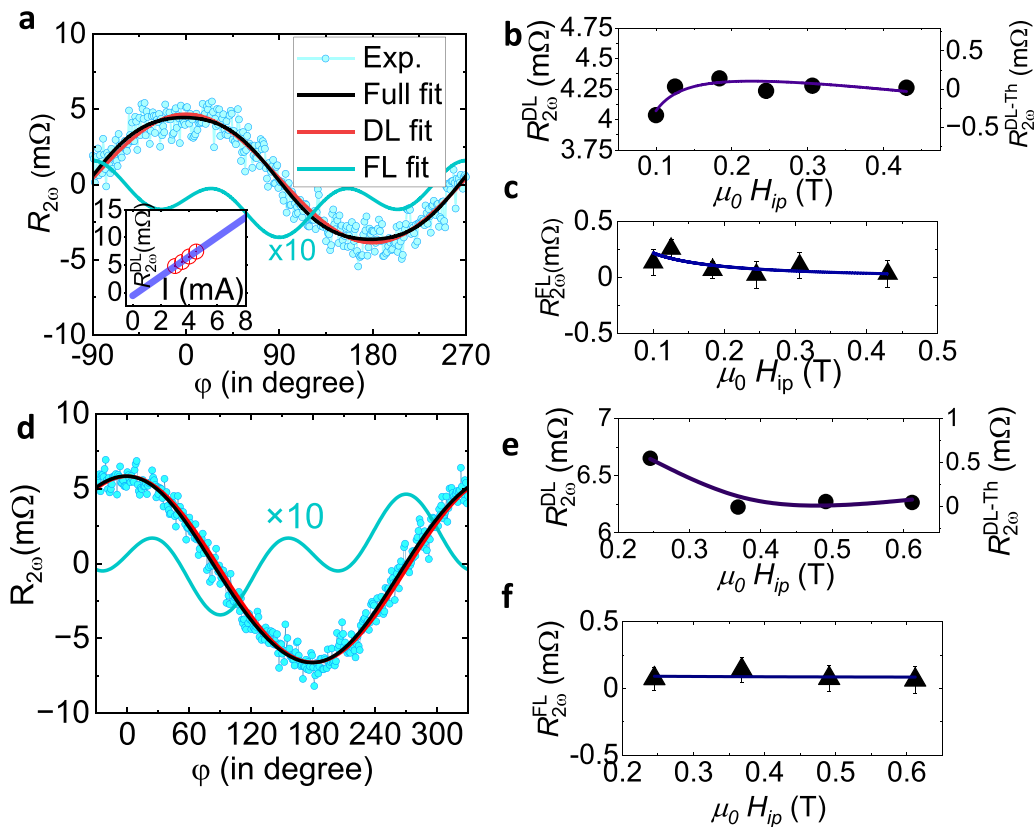 a
10
5
0
-5
-10
R2ω (mΩ)
Exp.
Full fit
DL fit
FL fit
×10
15
10
5
0
R2ωDL(mΩ)
I (mA)
0 2 4 6 8
-90 0 90 180 270
φ (in degree)
b
4.75
4.5
4.25
4
3.75
R2ωDL (mΩ)
0.5
0
-0.5
R2ωDL-Th (mΩ)
0.1 0.2 0.3 0.4
μ0 Hip (T)
c
0.5
0
-0.5
R2ωFL(mΩ)
0.1 0.2 0.3 0.4 0.5
μ0 Hip (T)
d
10
5
0
-5
-10
R2ω(mΩ)
×10
0 60 120 180 240 300
φ (in degree)
e
7
6.5
6
R2ωDL (mΩ)
1
0.5
0
R2ωDL-Th (mΩ)
0.2 0.3 0.4 0.5 0.6
μ0 Hip (T)
f
0.5
0
-0.5
R2ωFL (mΩ)
0.2 0.3 0.4 0.5 0.6
μ0 Hip (T)